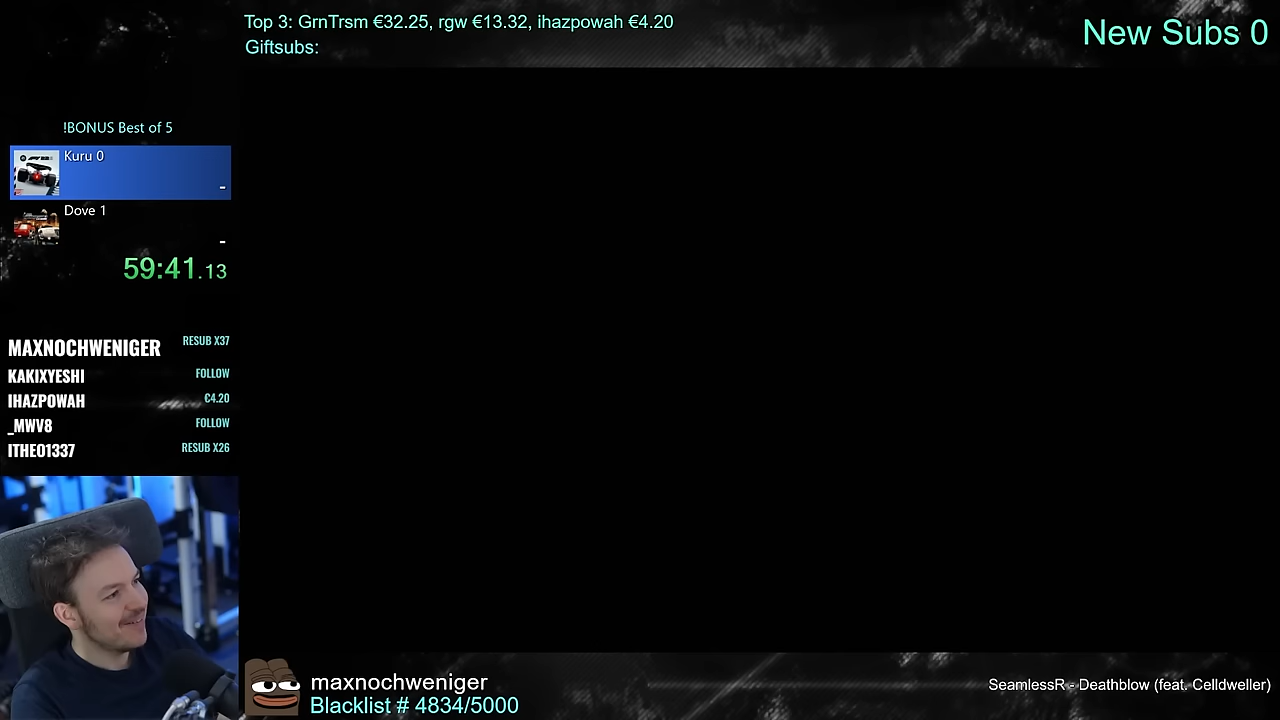 Top 3: GrnTrsm €32.25, rgw €13.32, ihazpowah €4.20
Giftsubs:
New Subs 0
!BONUS Best of 5
Kuru 0
-
Dove 1
-
59:41.13
MAXNOCHWENIGER RESUB X37
KAKIXYESHI FOLLOW
IHAZPOWAH €4.20
_MWV8 FOLLOW
ITHEO1337 RESUB X26
maxnochweniger
Blacklist # 4834/5000
SeamlessR - Deathblow (feat. Celldweller)